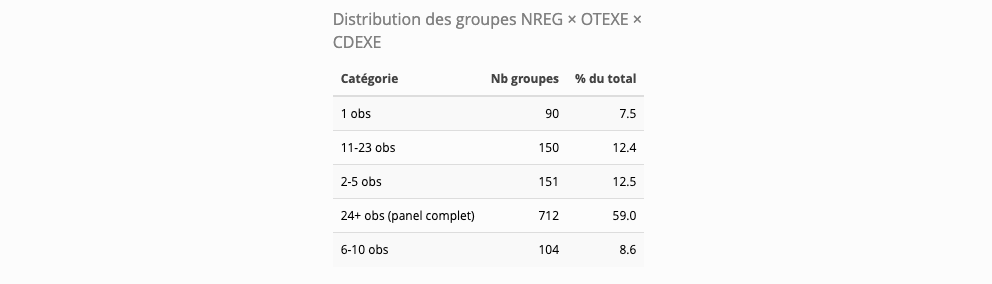 Distribution des groupes NREG × OTEXE ×
CDEXE
Catégorie Nb groupes % du total
1 obs 90 7.5
11-23 obs 150 12.4
2-5 obs 151 12.5
24+ obs (panel complet) 712 59.0
6-10 obs 104 8.6